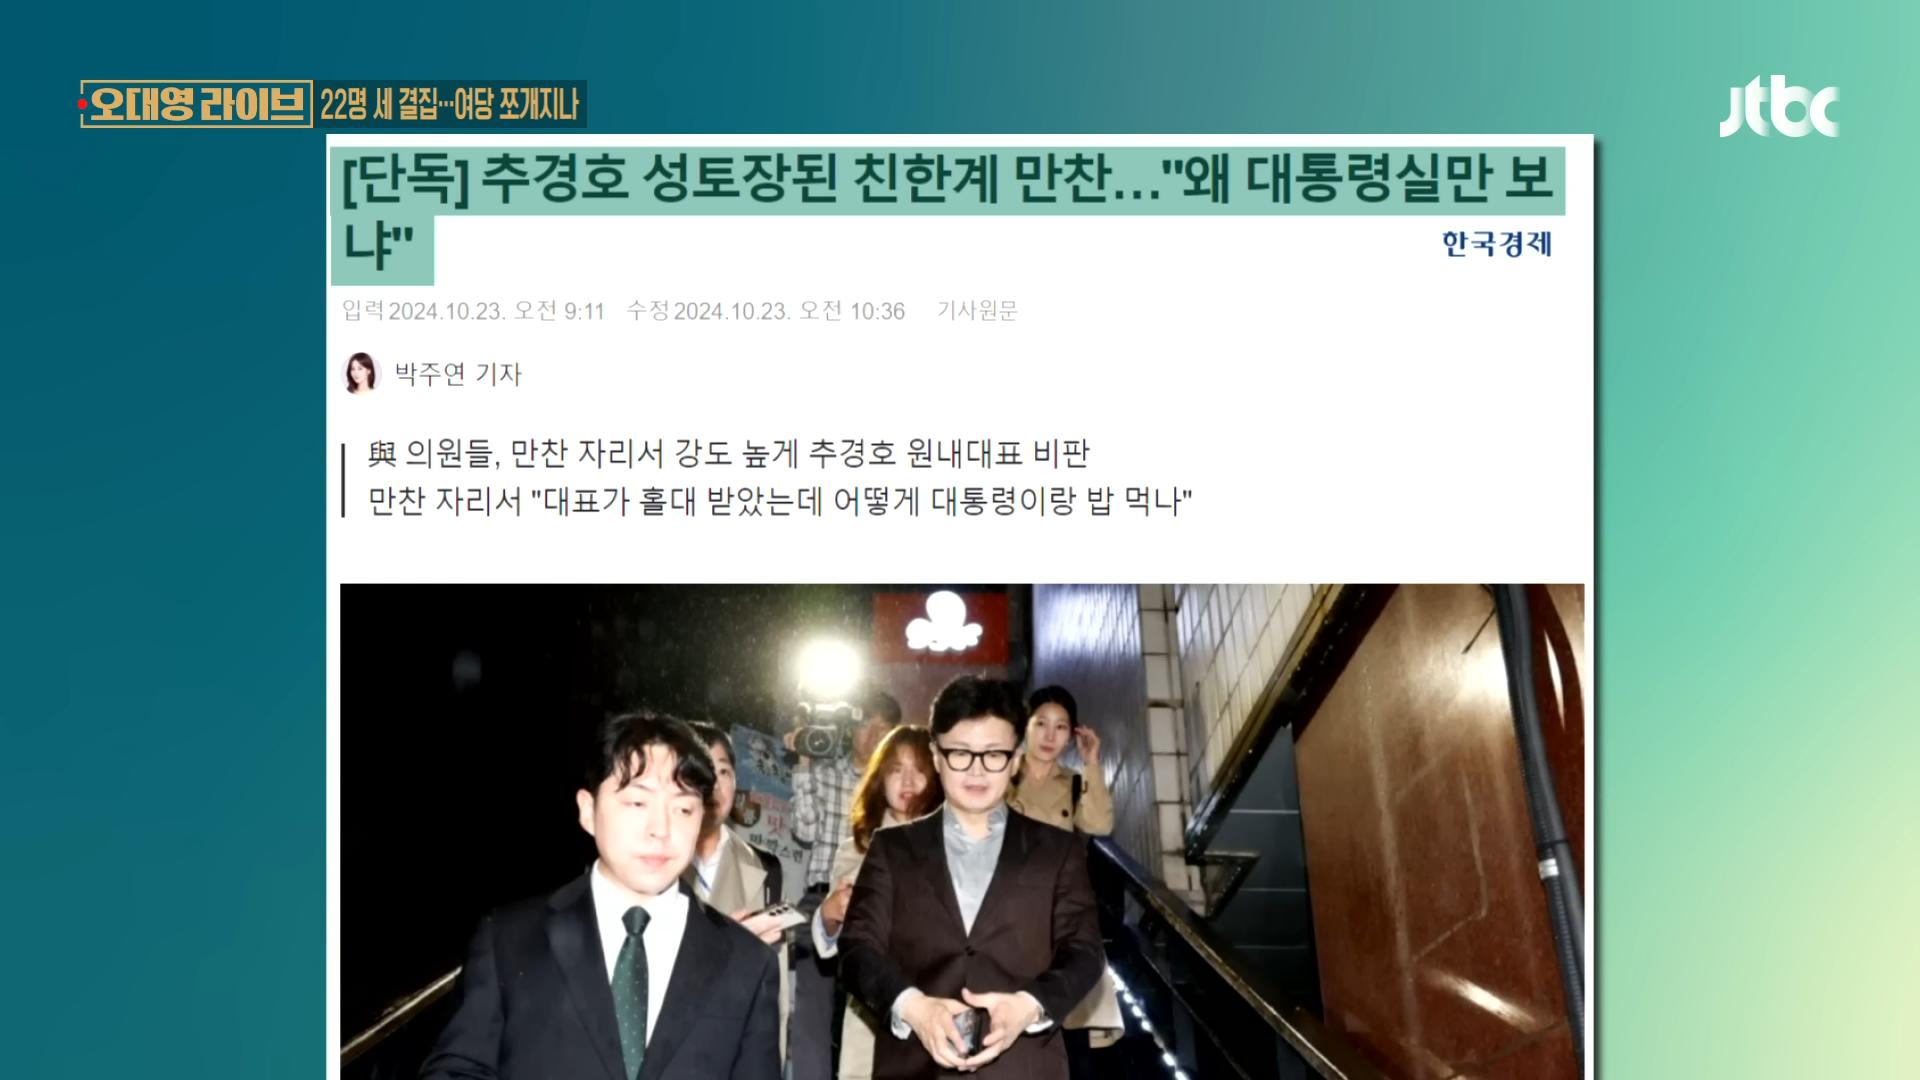 오대영 라이브
22명 세 결집…여당 쪼개지나
jtbc
[단독] 추경호 성토장된 친한계 만찬…"왜 대통령실만 보
냐"
한국경제
입력 2024.10.23. 오전 9:11 수정 2024.10.23. 오전 10:36 기사원문
박주연 기자
與 의원들, 만찬 자리서 강도 높게 추경호 원내대표 비판
만찬 자리서 "대표가 홀대 받았는데 어떻게 대통령이랑 밥 먹나"
맛